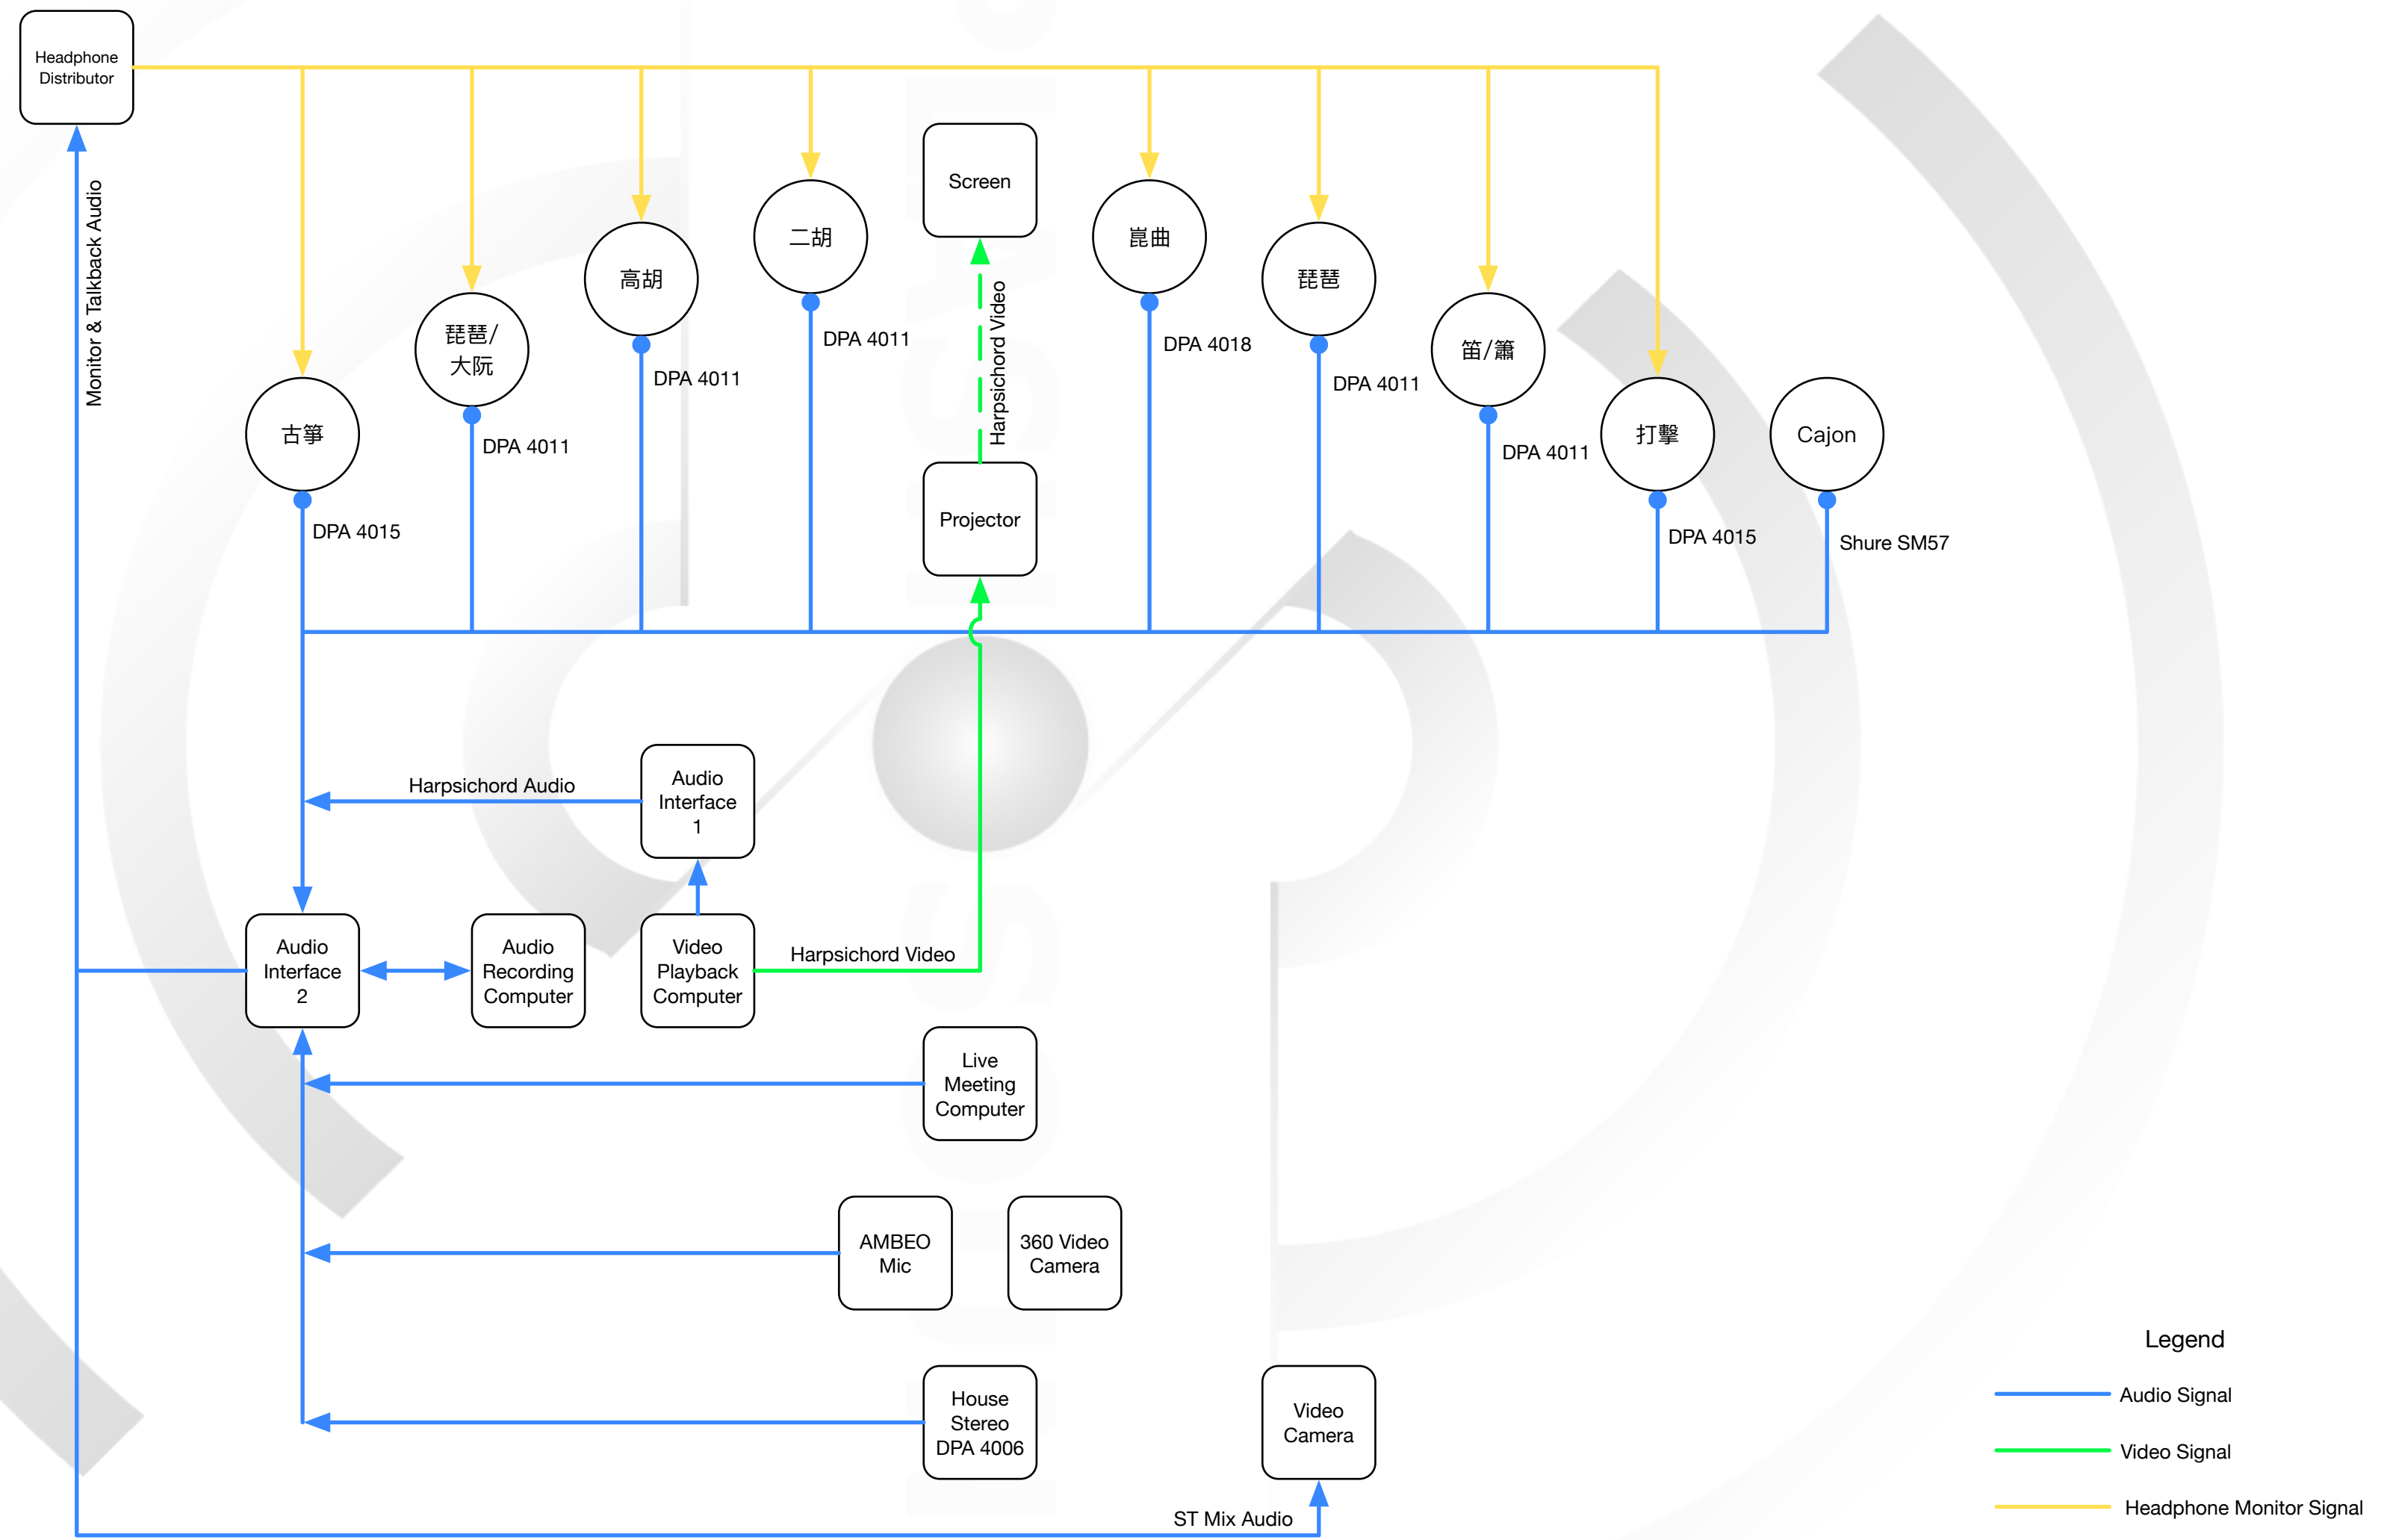 Headphone
Distributor
Monitor & Talkback Audio
Screen
二胡
崑曲
高胡
琵琶
琵琶/
大阮
笛/簫
古箏
打擊
Cajon
DPA 4011
DPA 4018
DPA 4011
DPA 4011
DPA 4011
DPA 4011
DPA 4015
DPA 4015
Shure SM57
Harpsichord Video
Projector
Audio
Interface
1
Harpsichord Audio
Audio
Interface
2
Audio
Recording
Computer
Video
Playback
Computer
Harpsichord Video
Live
Meeting
Computer
AMBEO
Mic
360 Video
Camera
House
Stereo
DPA 4006
Video
Camera
ST Mix Audio
Legend
Audio Signal
Video Signal
Headphone Monitor Signal